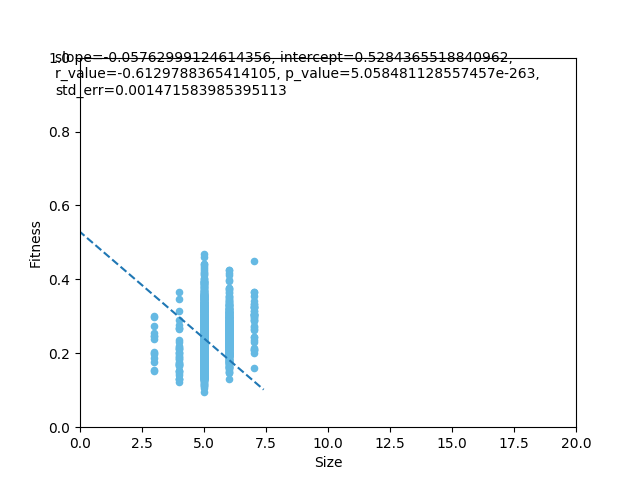 slope=-0.05762999124614356, intercept=0.5284365518840962,
r_value=-0.6129788365414105, p_value=5.058481128557457e-263,
std_err=0.001471583985395113
1.0
0.8
0.6
0.4
0.2
0.0
Fitness
0.0 2.5 5.0 7.5 10.0 12.5 15.0 17.5 20.0
Size